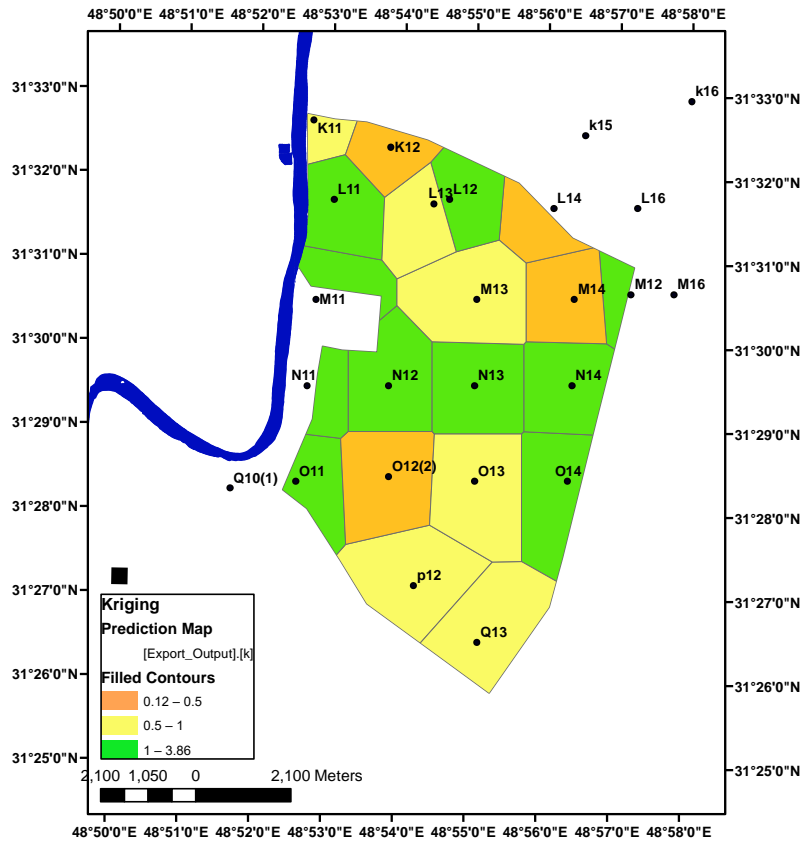 48°50'0"E 48°51'0"E 48°52'0"E 48°53'0"E 48°54'0"E 48°55'0"E 48°56'0"E 48°57'0"E 48°58'0"E
31°33'0"N
31°33'0"N
k16
k15
K11
K12
31°32'0"N
31°32'0"N
L11
L13
L12
L14
L16
31°31'0"N
31°31'0"N
M11
M13
M14
M12
M16
31°30'0"N
31°30'0"N
N11
N12
N13
N14
31°29'0"N
31°29'0"N
Q10(1)
O11
O12(2)
O13
O14
31°28'0"N
31°28'0"N
p12
31°27'0"N
31°27'0"N
Q13
31°26'0"N
31°26'0"N
31°25'0"N
31°25'0"N
Kriging
Prediction Map
[Export_Output].[k]
Filled Contours
0.12 – 0.5
0.5 – 1
1 – 3.86
2,100 1,050 0 2,100 Meters
48°50'0"E 48°51'0"E 48°52'0"E 48°53'0"E 48°54'0"E 48°55'0"E 48°56'0"E 48°57'0"E 48°58'0"E